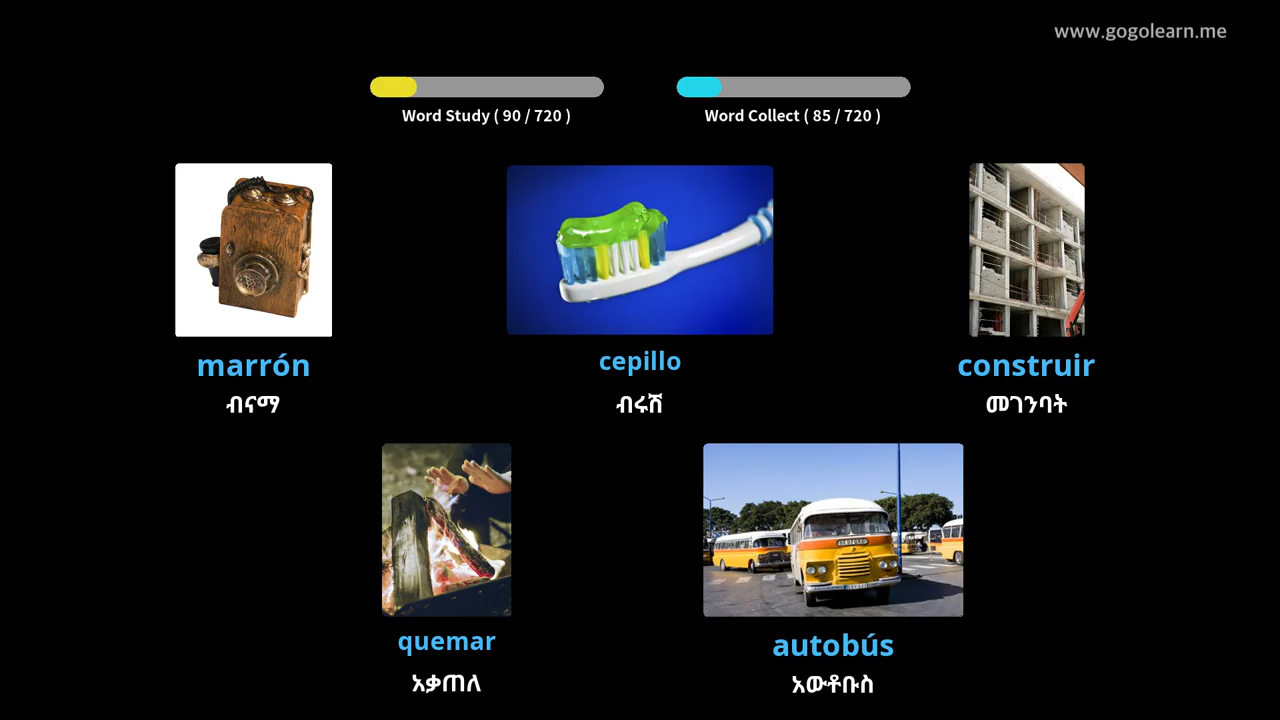 www.gogolearn.me
Word Study ( 90 / 720 )
Word Collect ( 85 / 720 )
marrón
ብናማ
cepillo
ብሩሽ
construir
መገንባት
quemar
አቃጠለ
autobús
አውቶቡስ
BEDFORD